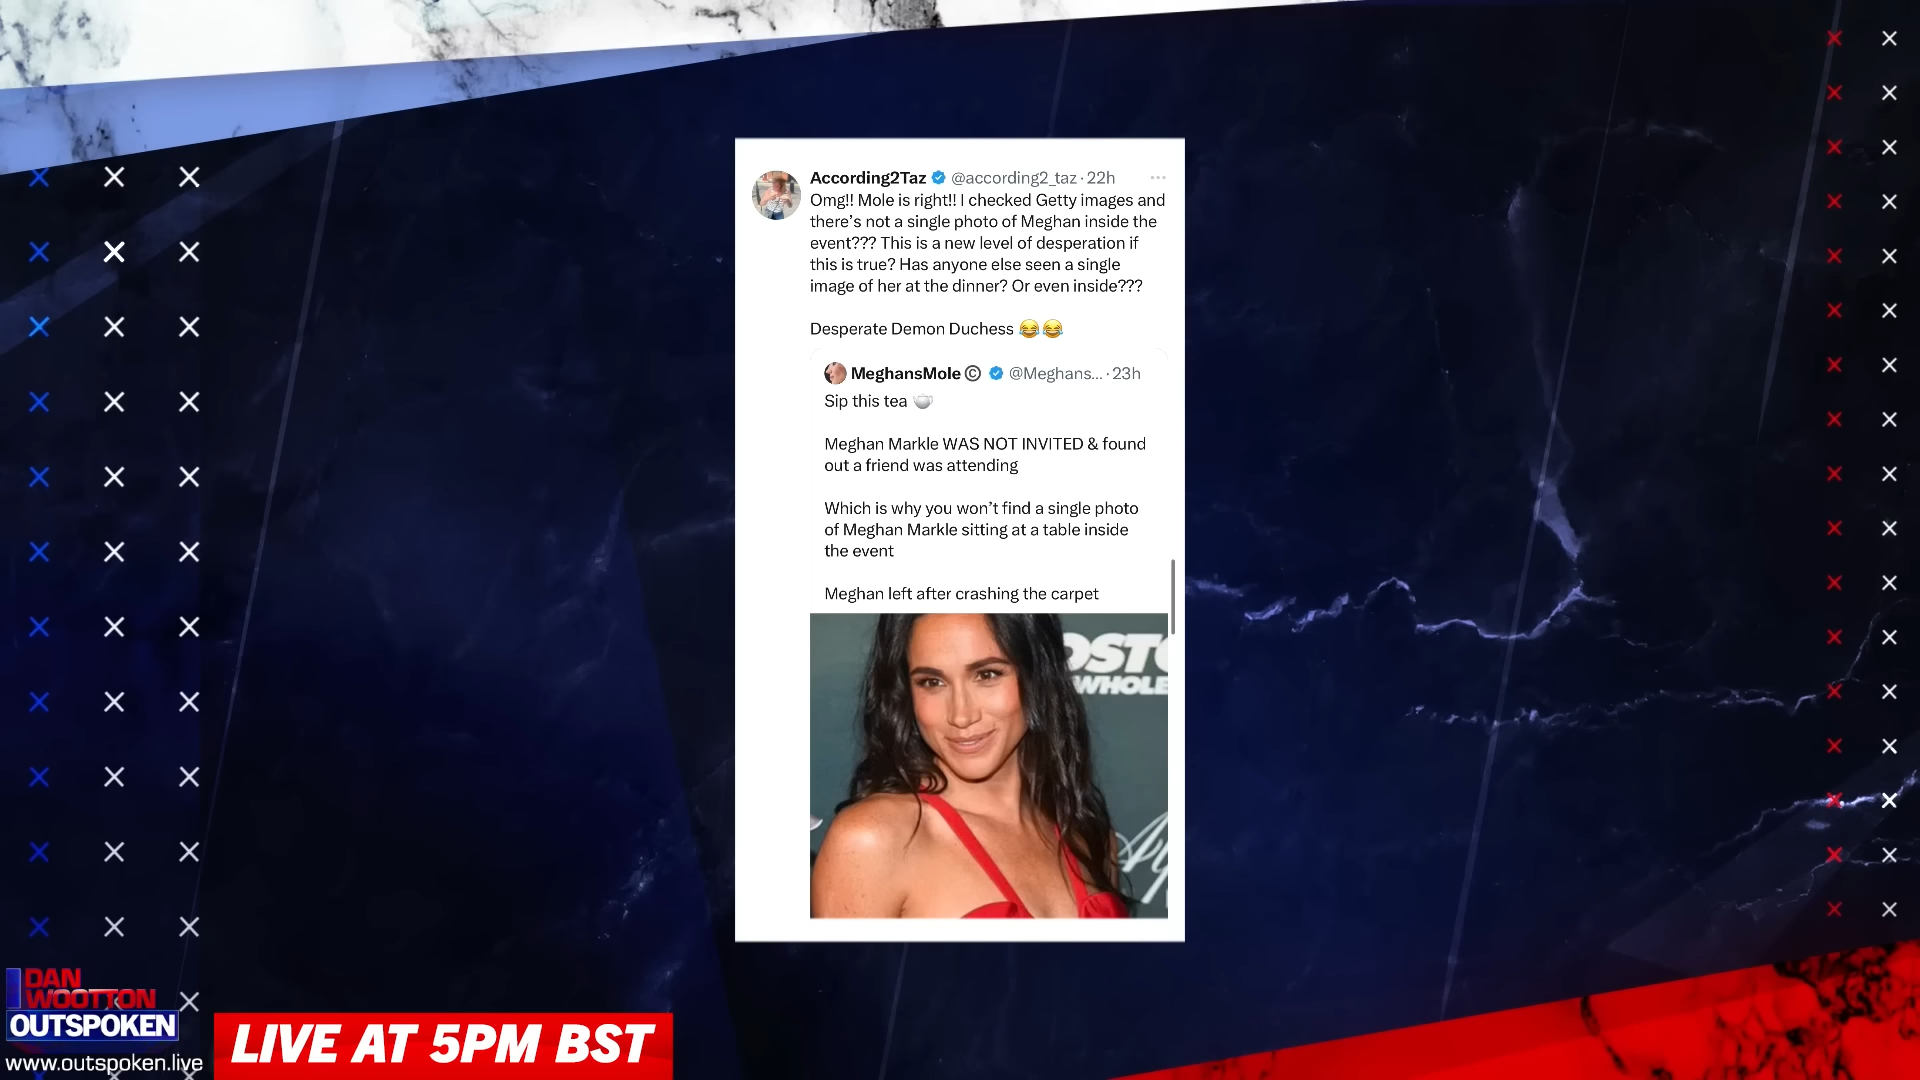 According2Taz @according2_taz · 22h
Omg!! Mole is right!! I checked Getty images and
there's not a single photo of Meghan inside the
event??? This is a new level of desperation if
this is true? Has anyone else seen a single
image of her at the dinner? Or even inside???
Desperate Demon Duchess 😂😂
MeghansMole © @Meghans... · 23h
Sip this tea 🫖
Meghan Markle WAS NOT INVITED & found
out a friend was attending
Which is why you won't find a single photo
of Meghan Markle sitting at a table inside
the event
Meghan left after crashing the carpet
OST
WHOLE
DAN
WOOTTON
OUTSPOKEN
www.outspoken.live
LIVE AT 5PM BST